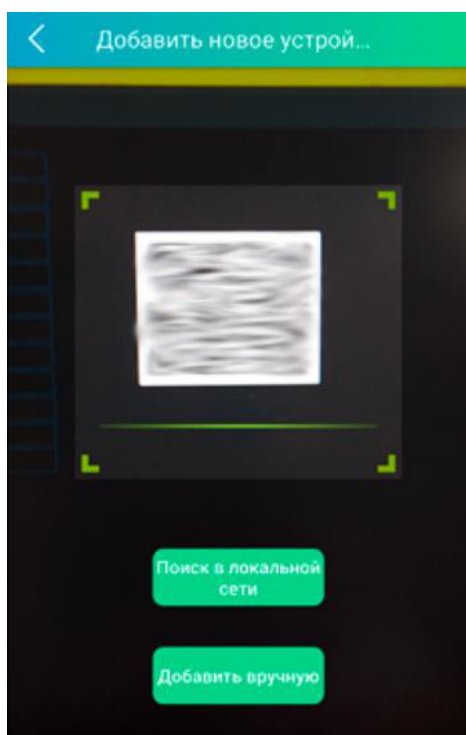 Добавить новое устрой...
Поиск в локальной
сети
Добавить вручную